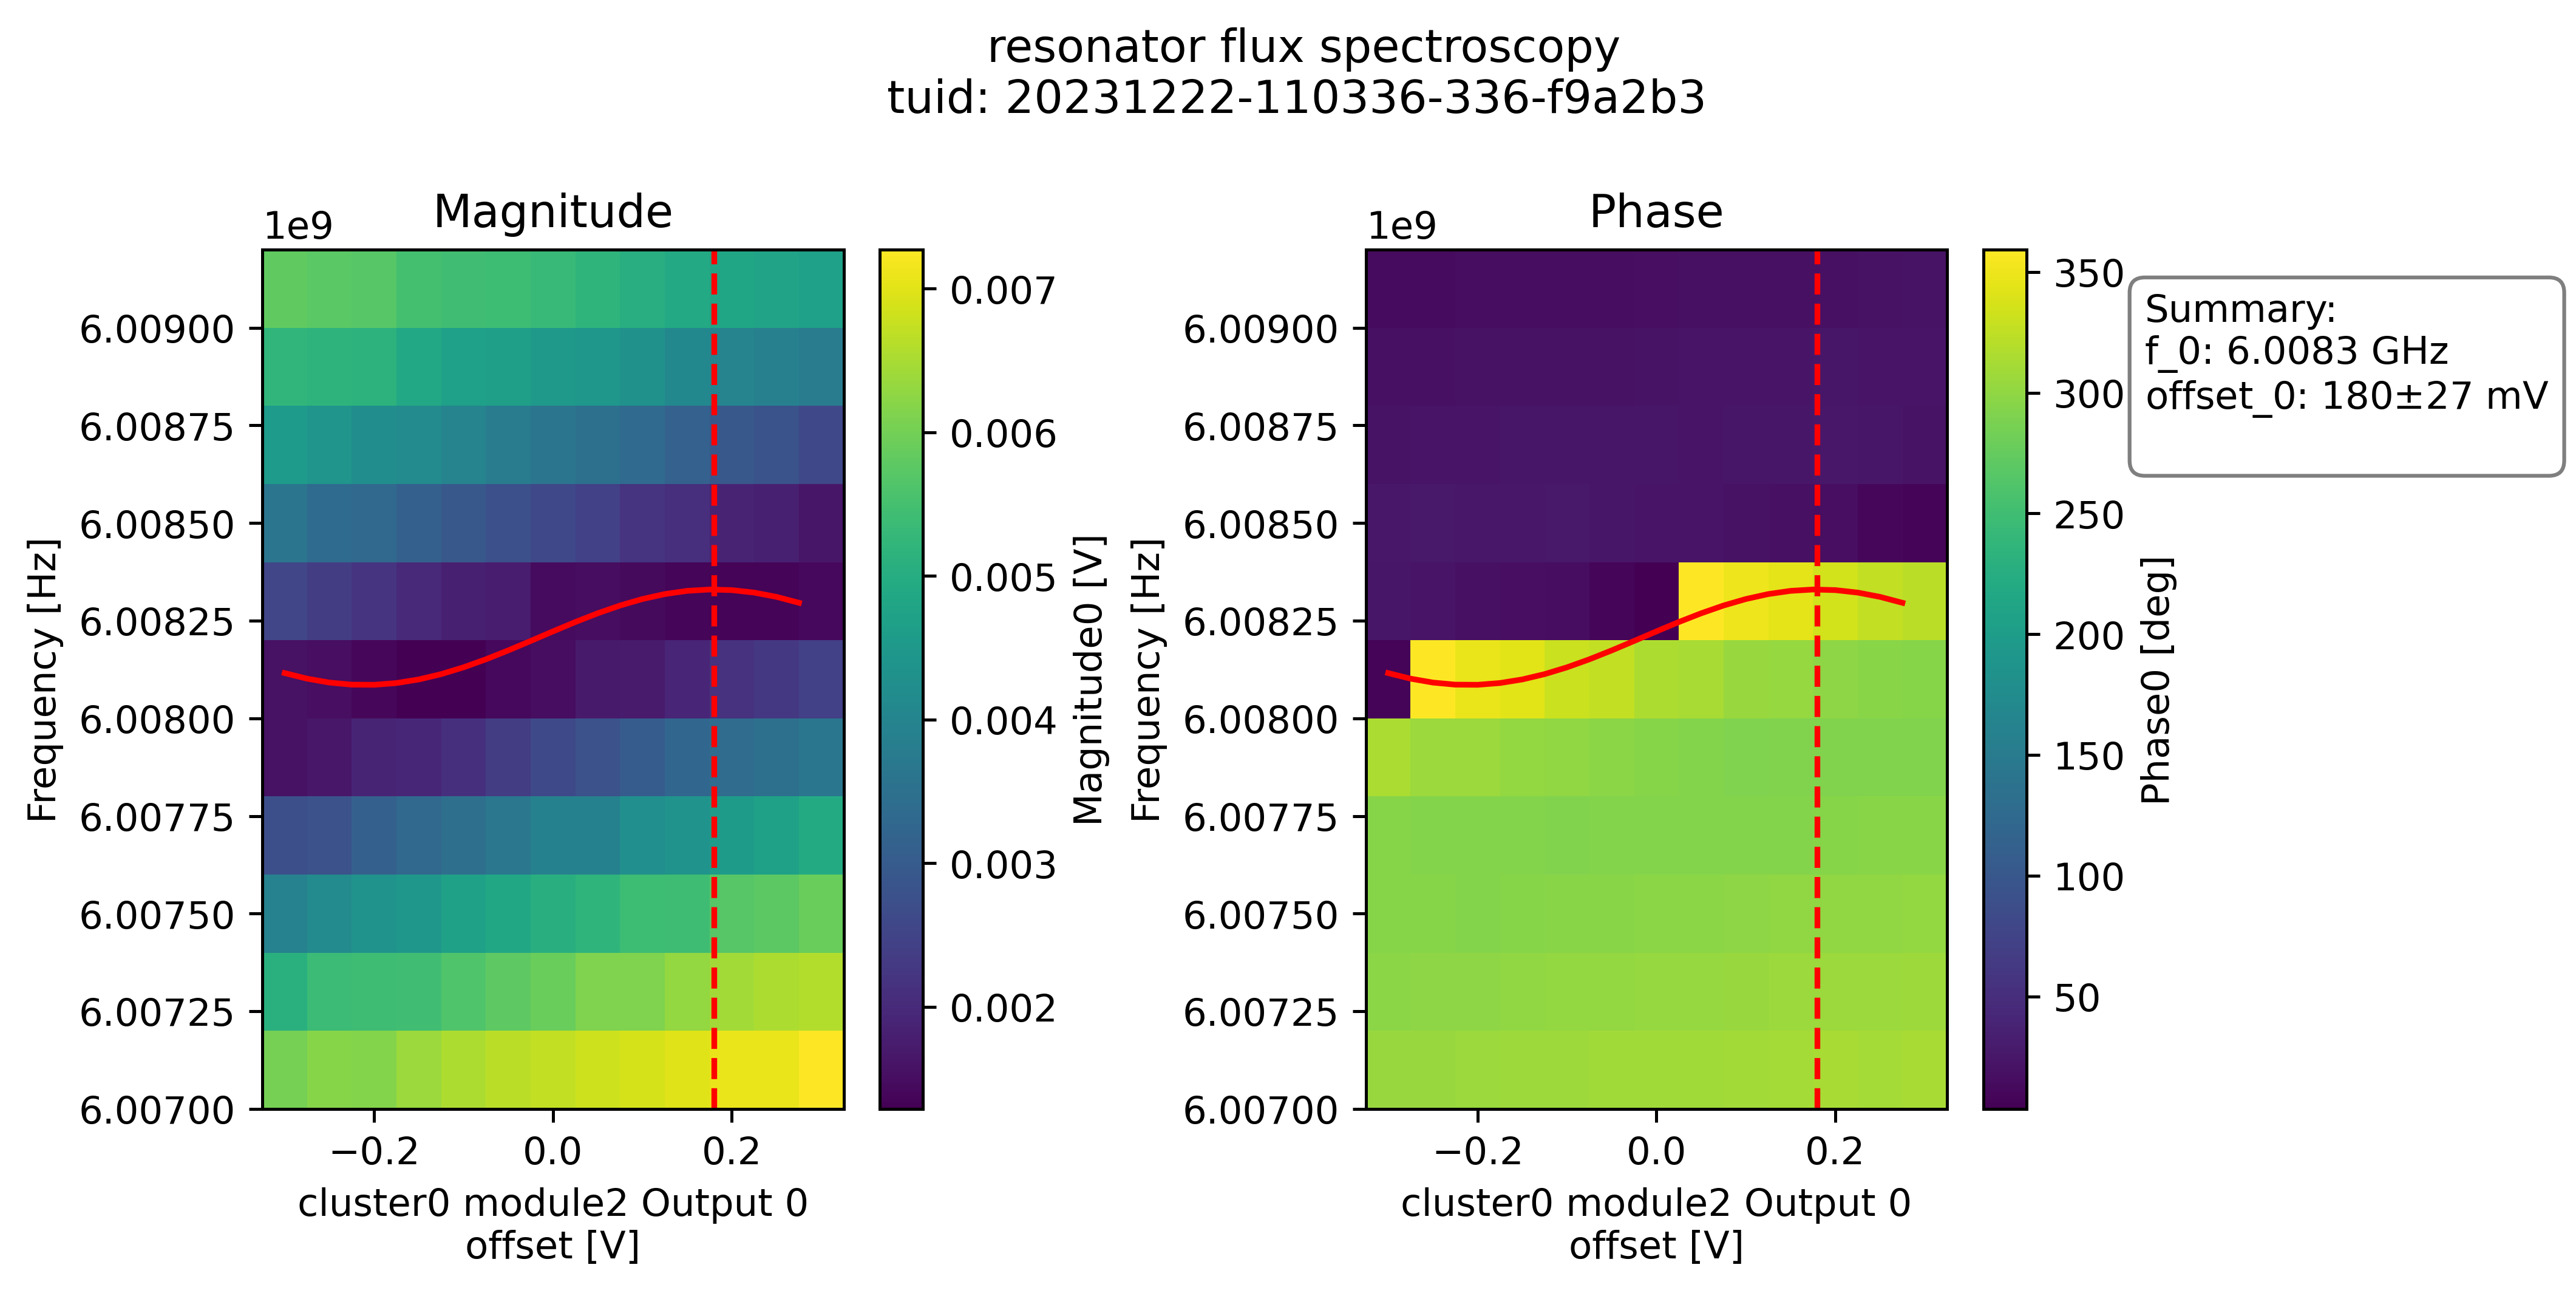 resonator flux spectroscopy
tuid: 20231222-110336-336-f9a2b3
Magnitude
1e9
6.00900
6.00875
6.00850
6.00825
6.00800
6.00775
6.00750
6.00725
6.00700
Frequency [Hz]
−0.2
0.0
0.2
cluster0 module2 Output 0
offset [V]
0.007
0.006
0.005
0.004
0.003
0.002
Magnitude0 [V]
Phase
1e9
6.00900
6.00875
6.00850
6.00825
6.00800
6.00775
6.00750
6.00725
6.00700
Frequency [Hz]
−0.2
0.0
0.2
cluster0 module2 Output 0
offset [V]
350
300
250
200
150
100
50
Phase0 [deg]
Summary:
f_0: 6.0083 GHz
offset_0: 180±27 mV